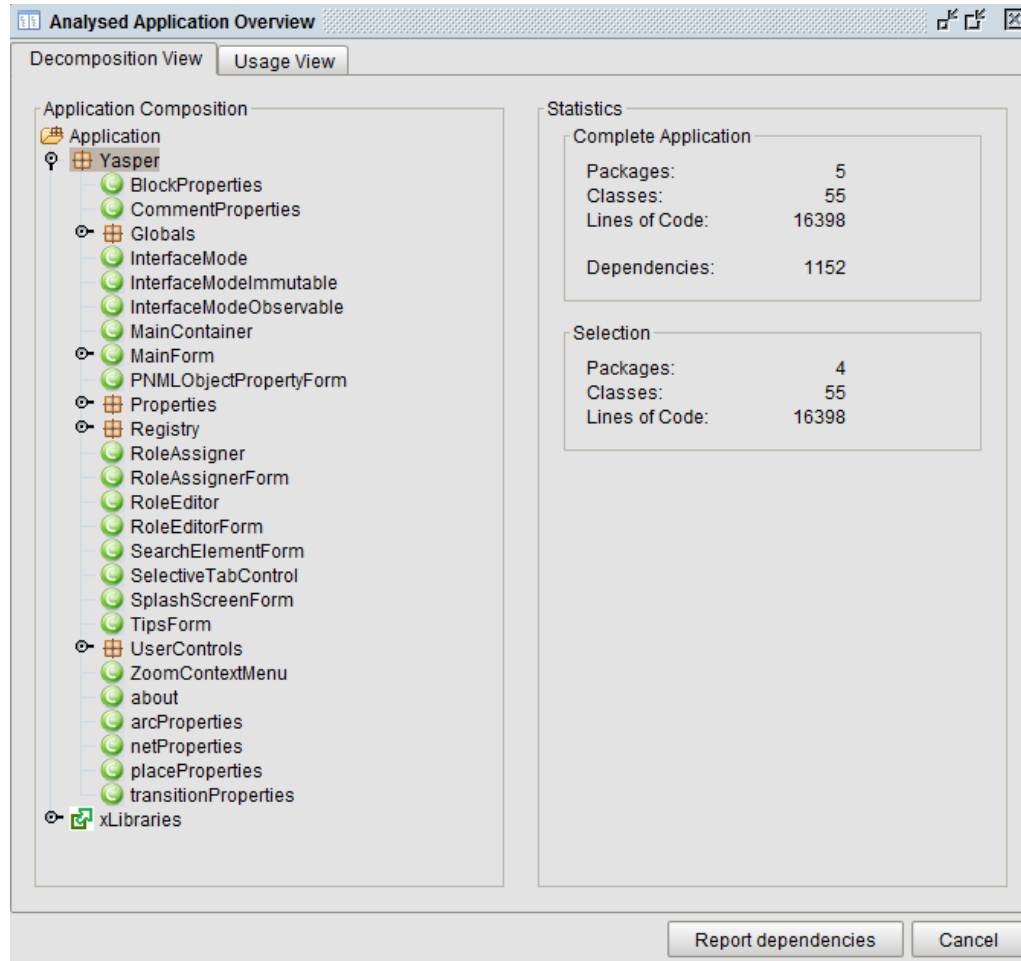 Analysed Application Overview
Decomposition View
Usage View
Application Composition
Application
Yasper
BlockProperties
CommentProperties
Globals
InterfaceMode
InterfaceModeImmutable
InterfaceModeObservable
MainContainer
MainForm
PNMLObjectPropertyForm
Properties
Registry
RoleAssigner
RoleAssignerForm
RoleEditor
RoleEditorForm
SearchElementForm
SelectiveTabControl
SplashScreenForm
TipsForm
UserControls
ZoomContextMenu
about
arcProperties
netProperties
placeProperties
transitionProperties
xLibraries
Statistics
Complete Application
Packages: 5
Classes: 55
Lines of Code: 16398
Dependencies: 1152
Selection
Packages: 4
Classes: 55
Lines of Code: 16398
Report dependencies
Cancel